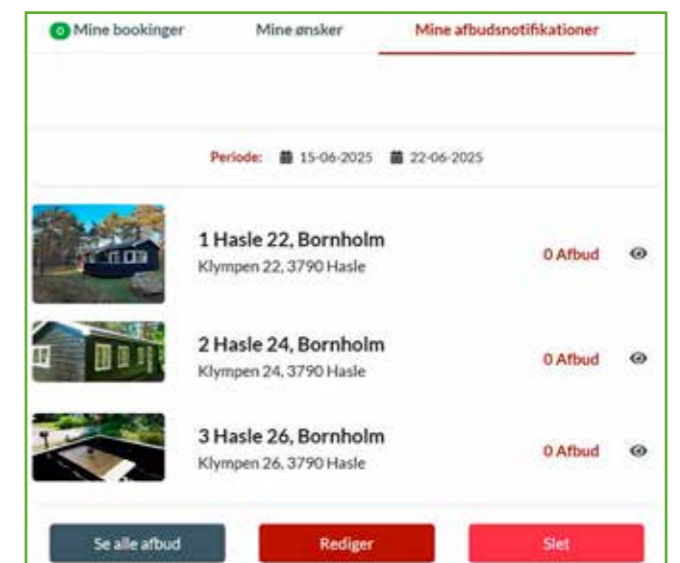 0 Mine bookinger Mine ønsker Mine afbudsnotifikationer
Periode: 15-06-2025 22-06-2025
1 Hasle 22, Bornholm
Klympen 22, 3790 Hasle
0 Afbud
2 Hasle 24, Bornholm
Klympen 24, 3790 Hasle
0 Afbud
3 Hasle 26, Bornholm
Klympen 26, 3790 Hasle
0 Afbud
Se alle afbud Rediger Slet